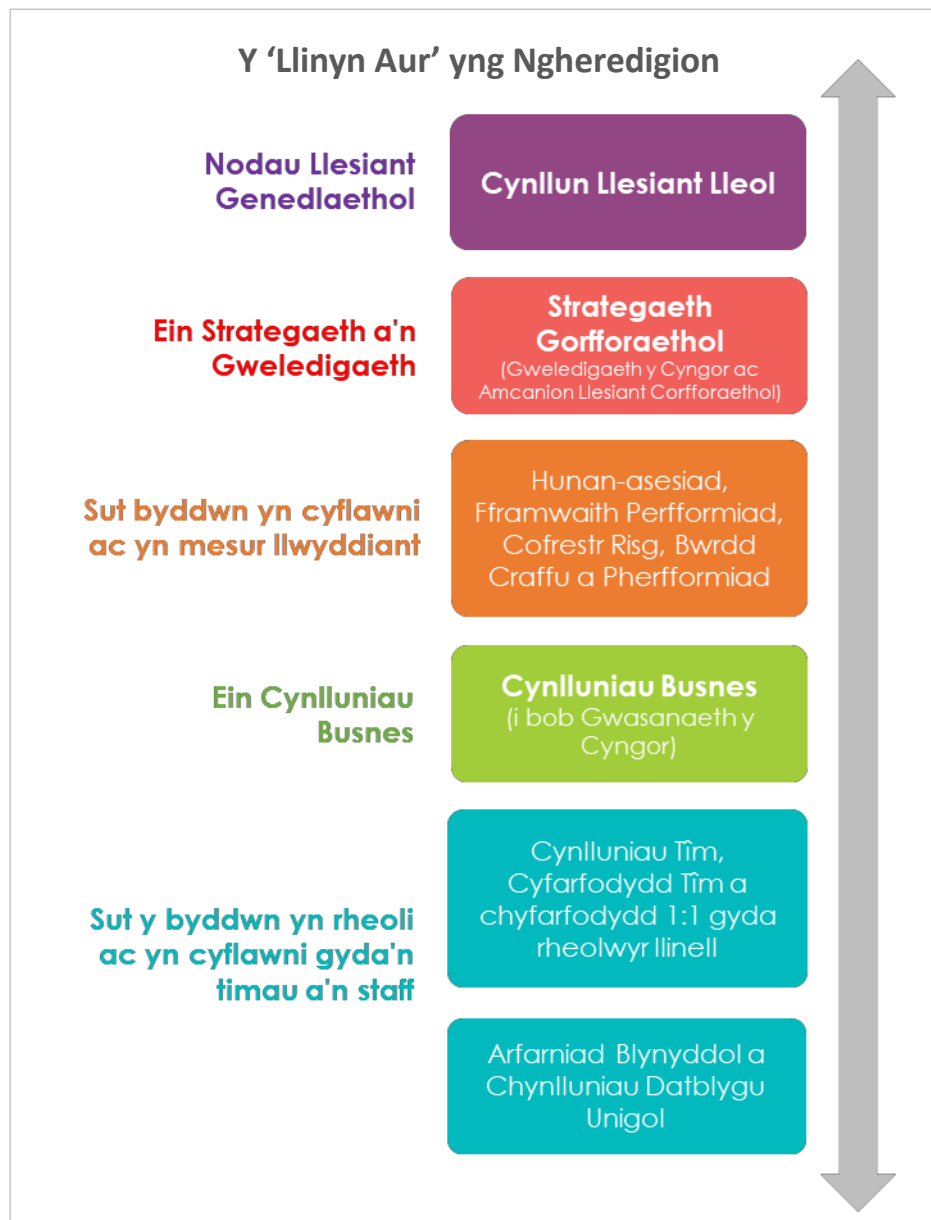 Y ‘Llinyn Aur’ yng Ngheredigion
Nodau Llesiant
Genedlaethol
Cynllun Llesiant Lleol
Ein Strategaeth a'n
Gweledigaeth
Strategaeth
Gorfforaethol
(Gweledigaeth y Cyngor ac
Amcanion Llesiant Corfforaethol)
Sut byddwn yn cyflawni
ac yn mesur llwyddiant
Hunan-asesiad,
Fframwaith Perfformiad,
Cofrestr Risg, Bwrdd
Craffu a Pherfformiad
Ein Cynlluniau
Busnes
Cynlluniau Busnes
(i bob Gwasanaeth y
Cyngor)
Sut y byddwn yn rheoli
ac yn cyflawni gyda'n
timau a'n staff
Cynlluniau Tîm,
Cyfarfodydd Tîm a
chyfarfodydd 1:1 gyda
rheolwyr llinell
Arfarniad Blynyddol a
Chynlluniau Datblygu
Unigol